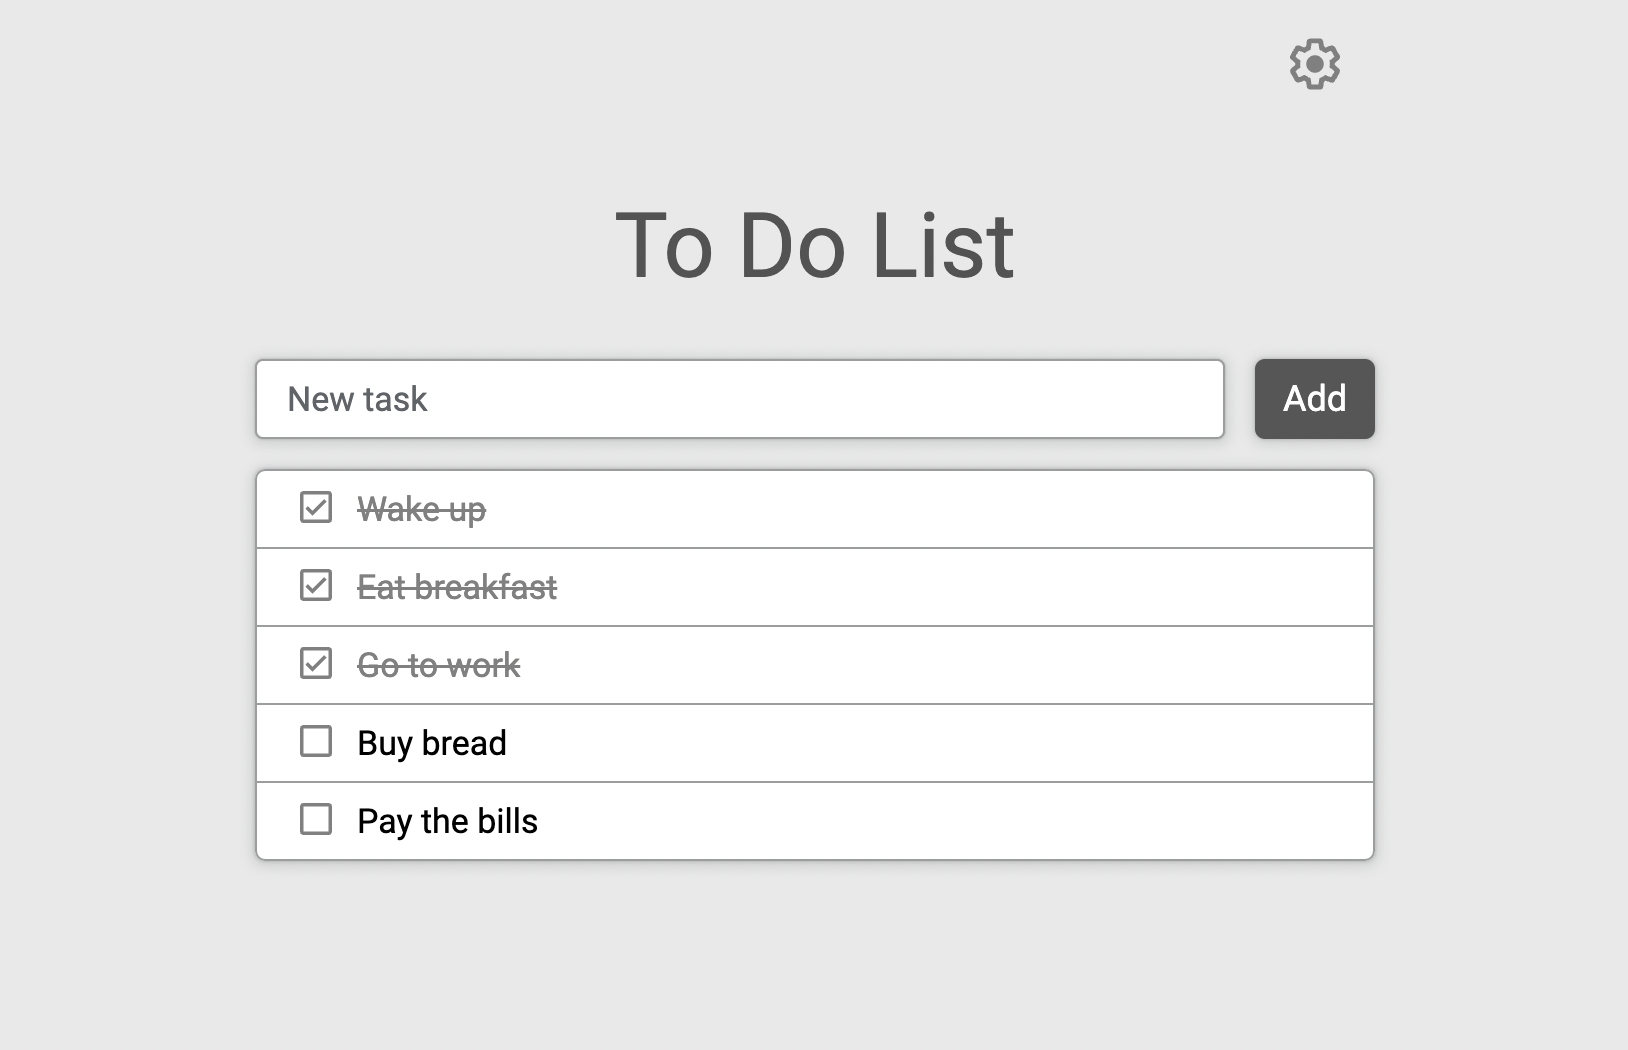 To Do List
New task
Add
Wake up
Eat breakfast
Go to work
Buy bread
Pay the bills